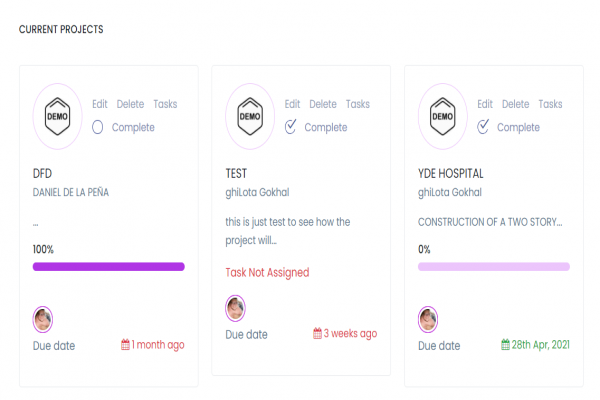 CURRENT PROJECTS
DEMO
Edit Delete Tasks
Complete
DFD
DANIEL DE LA PEÑA
...
100%
Due date
1 month ago
DEMO
Edit Delete Tasks
Complete
TEST
ghiLota Gokhal
this is just test to see how the
project will...
Task Not Assigned
Due date
3 weeks ago
DEMO
Edit Delete Tasks
Complete
YDE HOSPITAL
ghiLota Gokhal
CONSTRUCTION OF A TWO STORY...
0%
Due date
28th Apr, 2021